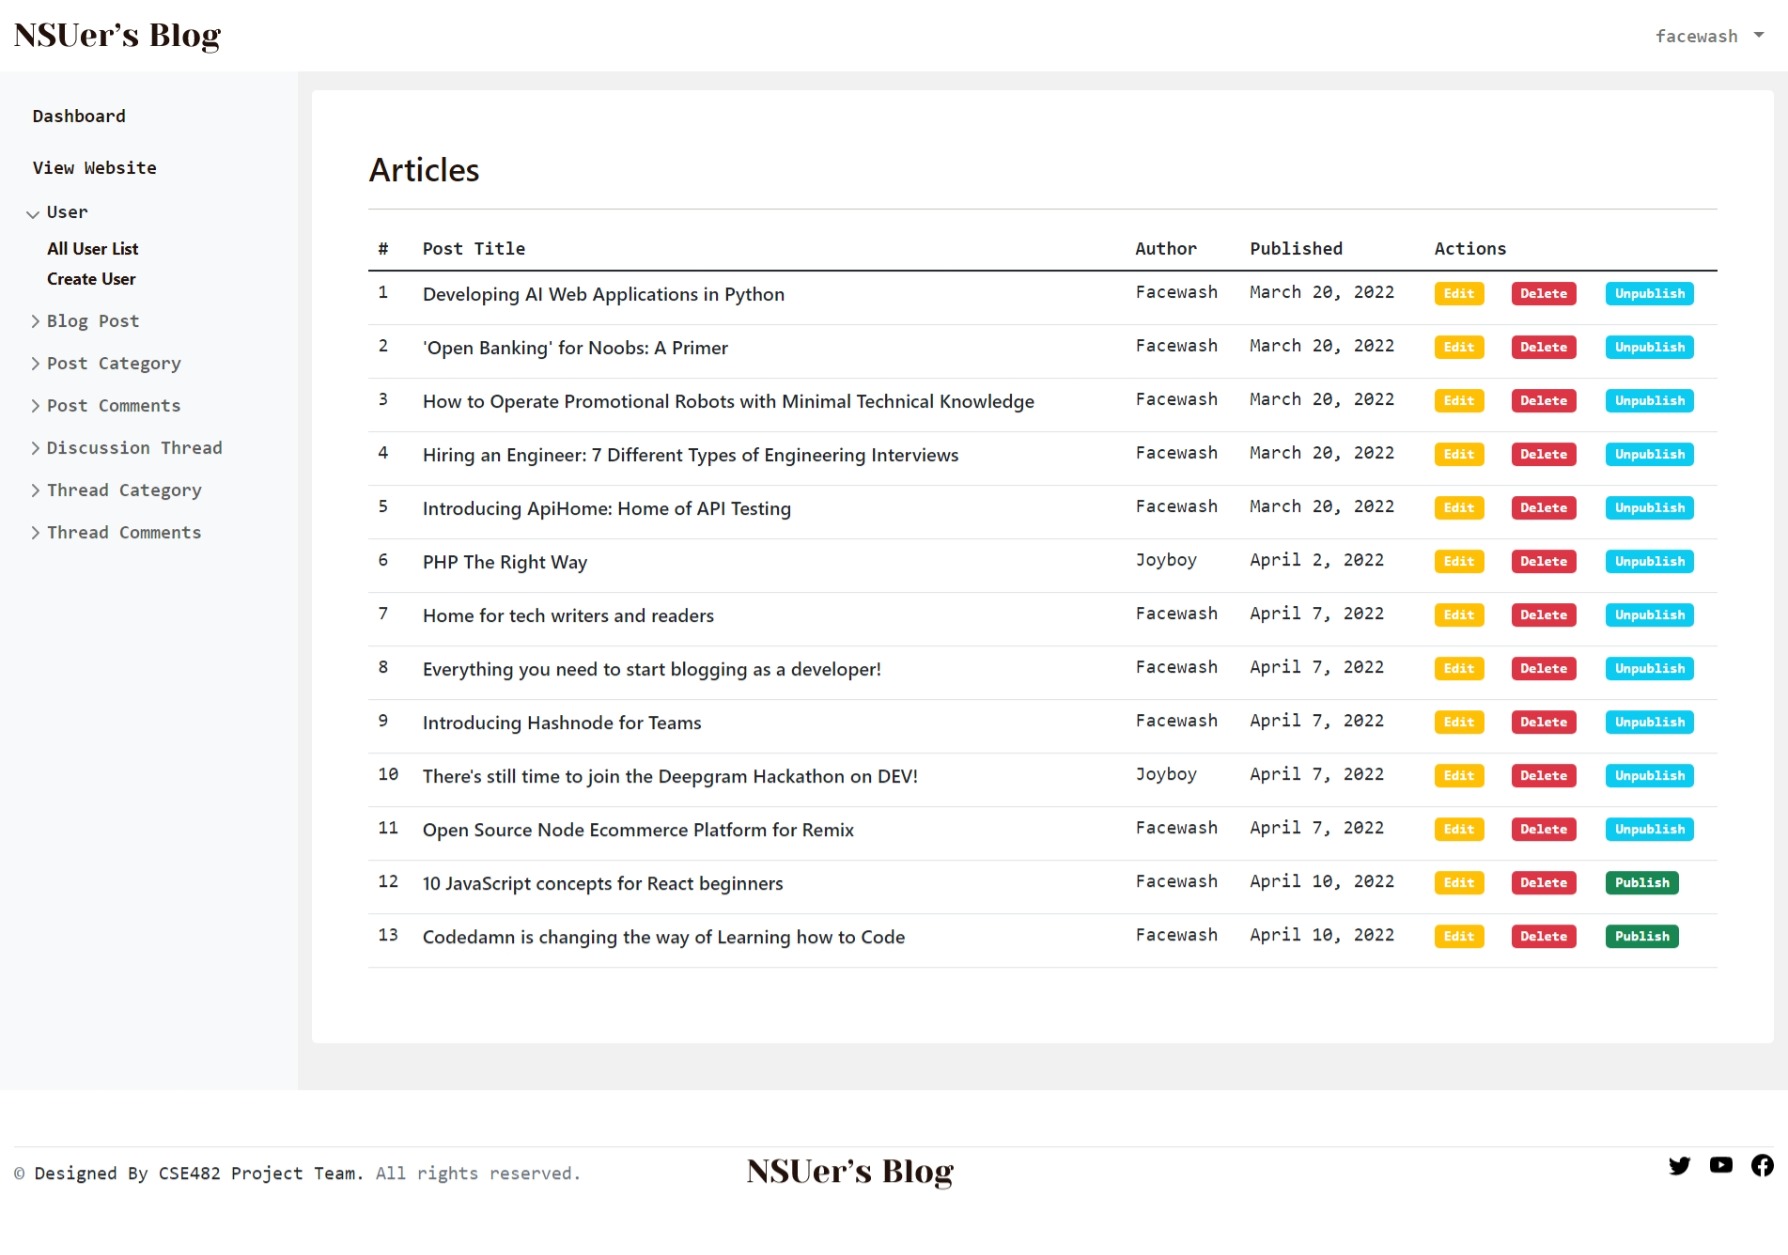 NSUer’s Blog
facewash
Dashboard
View Website
User
All User List
Create User
Blog Post
Post Category
Post Comments
Discussion Thread
Thread Category
Thread Comments
Articles
# Post Title Author Published Actions
1 Developing AI Web Applications in Python Facewash March 20, 2022 Edit Delete Unpublish
2 'Open Banking' for Noobs: A Primer Facewash March 20, 2022 Edit Delete Unpublish
3 How to Operate Promotional Robots with Minimal Technical Knowledge Facewash March 20, 2022 Edit Delete Unpublish
4 Hiring an Engineer: 7 Different Types of Engineering Interviews Facewash March 20, 2022 Edit Delete Unpublish
5 Introducing ApiHome: Home of API Testing Facewash March 20, 2022 Edit Delete Unpublish
6 PHP The Right Way Joyboy April 2, 2022 Edit Delete Unpublish
7 Home for tech writers and readers Facewash April 7, 2022 Edit Delete Unpublish
8 Everything you need to start blogging as a developer! Facewash April 7, 2022 Edit Delete Unpublish
9 Introducing Hashnode for Teams Facewash April 7, 2022 Edit Delete Unpublish
10 There's still time to join the Deepgram Hackathon on DEV! Joyboy April 7, 2022 Edit Delete Unpublish
11 Open Source Node Ecommerce Platform for Remix Facewash April 7, 2022 Edit Delete Unpublish
12 10 JavaScript concepts for React beginners Facewash April 10, 2022 Edit Delete Publish
13 Codedamn is changing the way of Learning how to Code Facewash April 10, 2022 Edit Delete Publish
© Designed By CSE482 Project Team. All rights reserved.
NSUer’s Blog